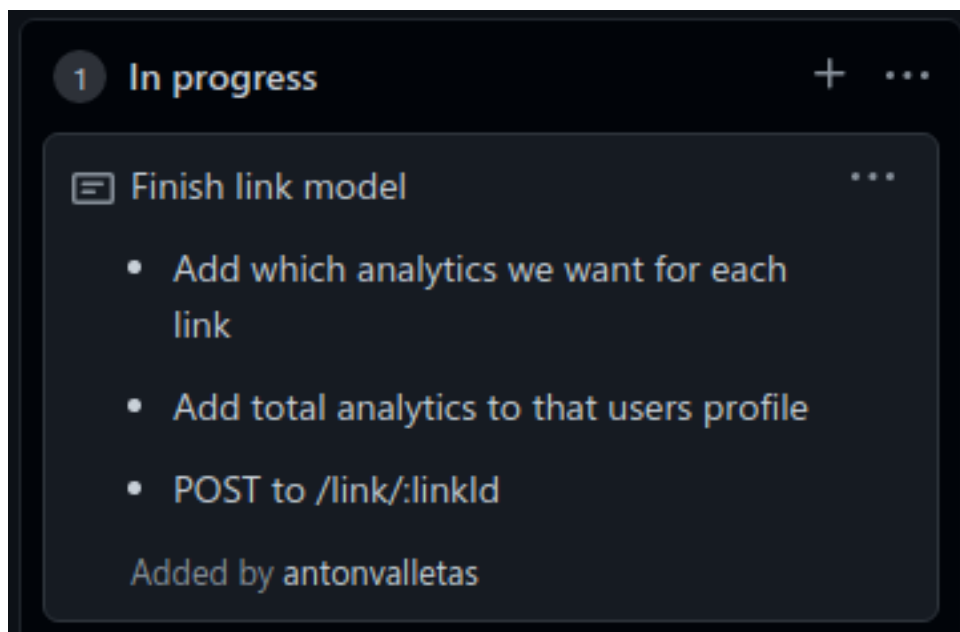 1 In progress
Finish link model
Add which analytics we want for each
link
Add total analytics to that users profile
POST to /link/:linkId
Added by antonvalletas